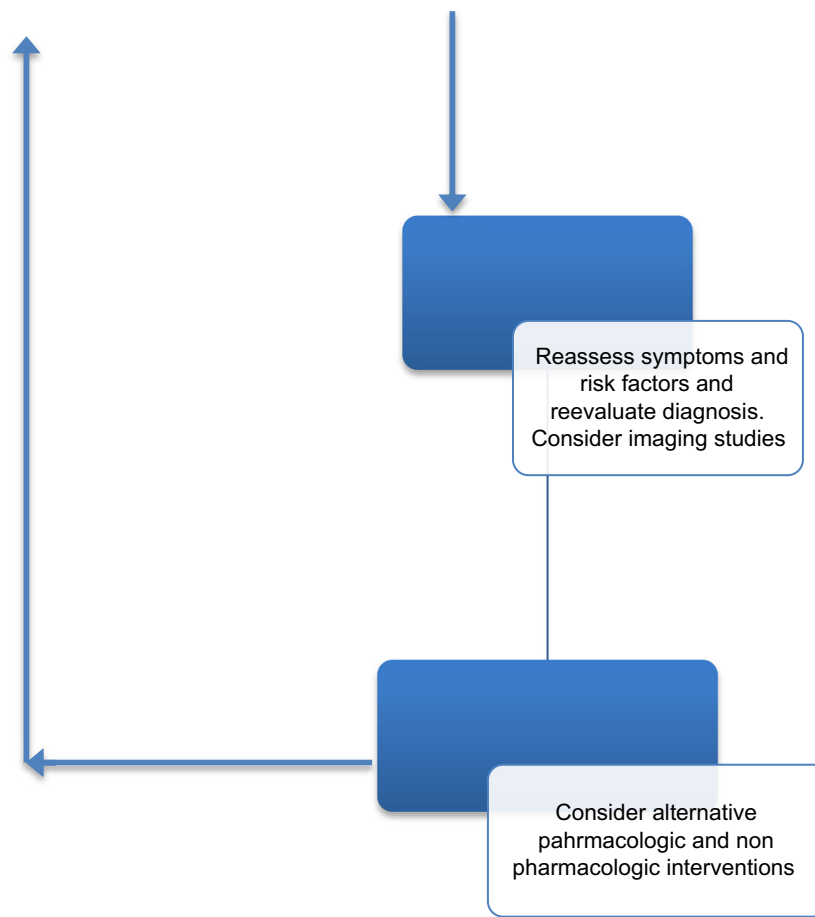 Reassess symptoms and
risk factors and
reevaluate diagnosis.
Consider imaging studies
Consider alternative
pahrmacologic and non
pharmacologic interventions